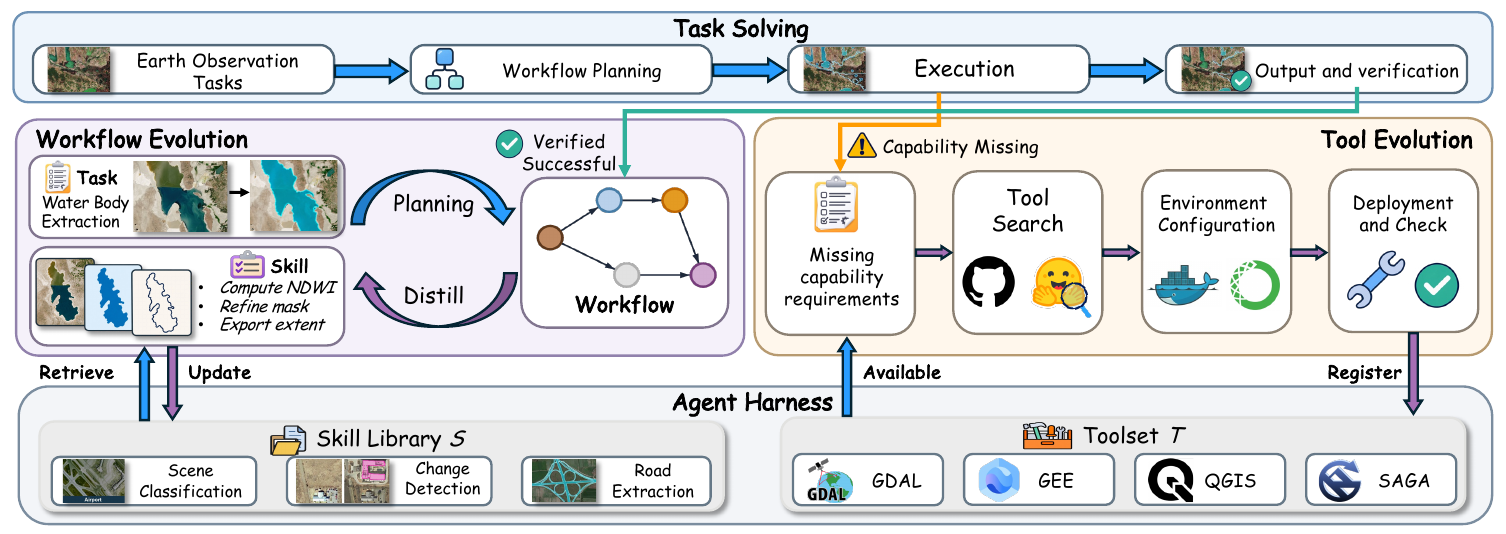 Task Solving
Earth Observation
Tasks
Workflow Planning
Execution
Output and verification
Workflow Evolution
Task
Water Body
Extraction
Skill
• Compute NDWI
• Refine mask
• Export extent
Planning
Distill
Verified
Successful
Workflow
Tool Evolution
Capability Missing
Missing
capability
requirements
Tool
Search
Environment
Configuration
Deployment
and Check
Retrieve
Update
Available
Register
Agent Harness
Skill Library S
Airport
Scene
Classification
Change
Detection
Road
Extraction
Toolset T
GDAL
GDAL
GEE
QGIS
SAGA